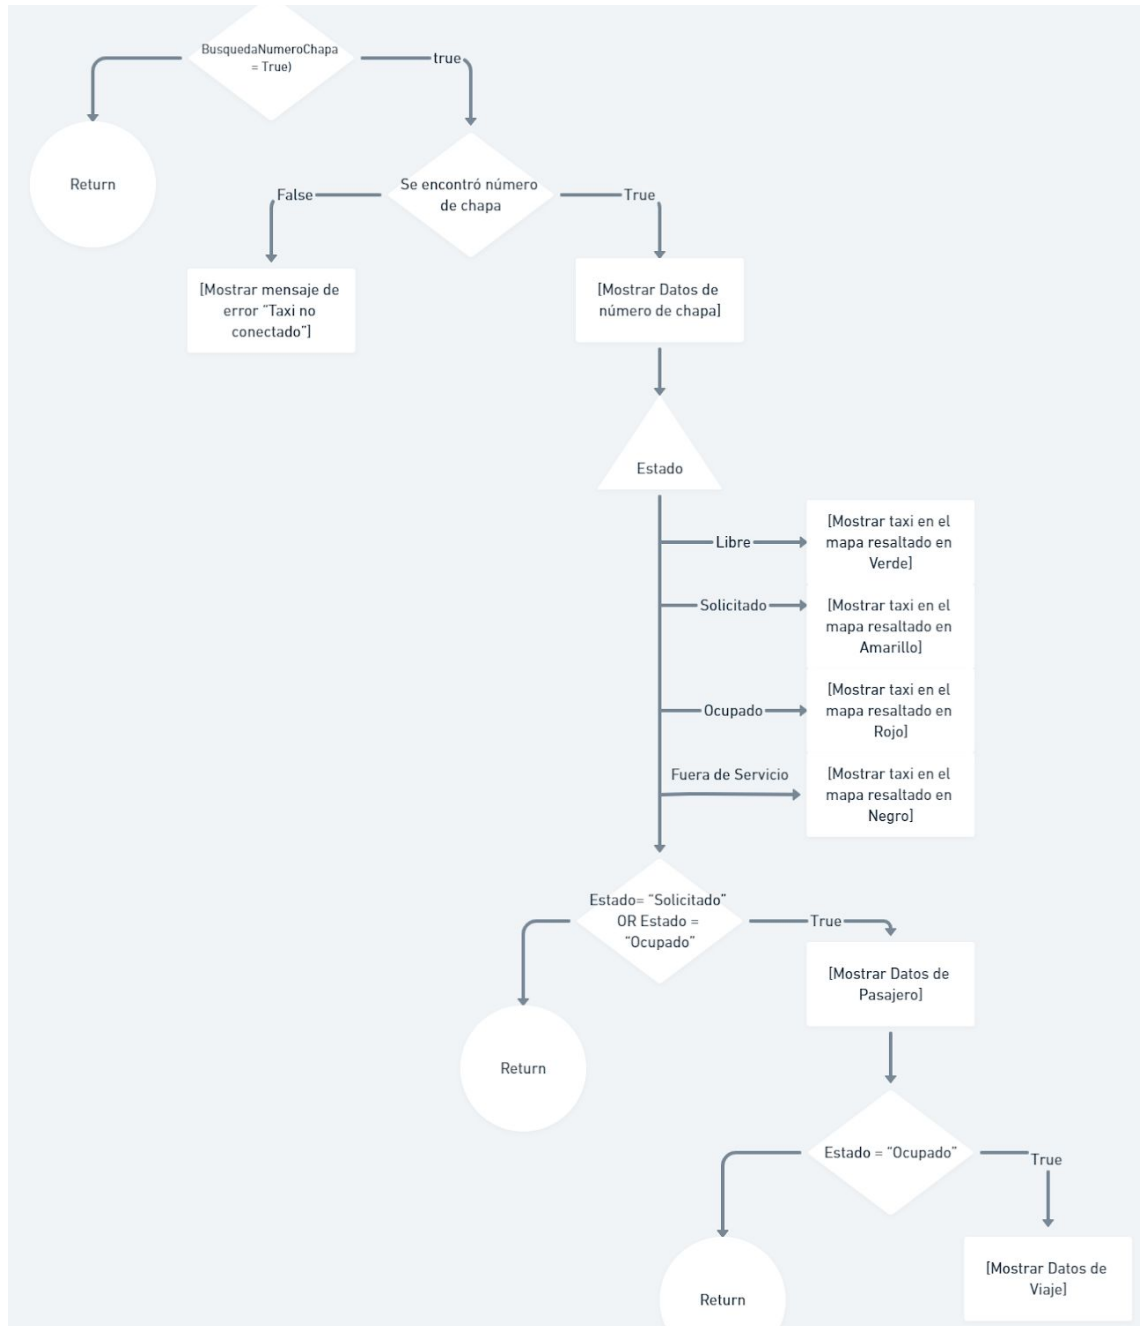 BusquedaNumeroChapa
= True)
true
Return
Se encontró número
de chapa
False
True
[Mostrar mensaje de
error “Taxi no
conectado”]
[Mostrar Datos de
número de chapa]
Estado
Libre
[Mostrar taxi en el
mapa resaltado en
Verde]
Solicitado
[Mostrar taxi en el
mapa resaltado en
Amarillo]
Ocupado
[Mostrar taxi en el
mapa resaltado en
Rojo]
Fuera de Servicio
[Mostrar taxi en el
mapa resaltado en
Negro]
Estado= “Solicitado”
OR Estado =
“Ocupado”
True
[Mostrar Datos de
Pasajero]
Return
Estado = “Ocupado”
True
Return
[Mostrar Datos de
Viaje]